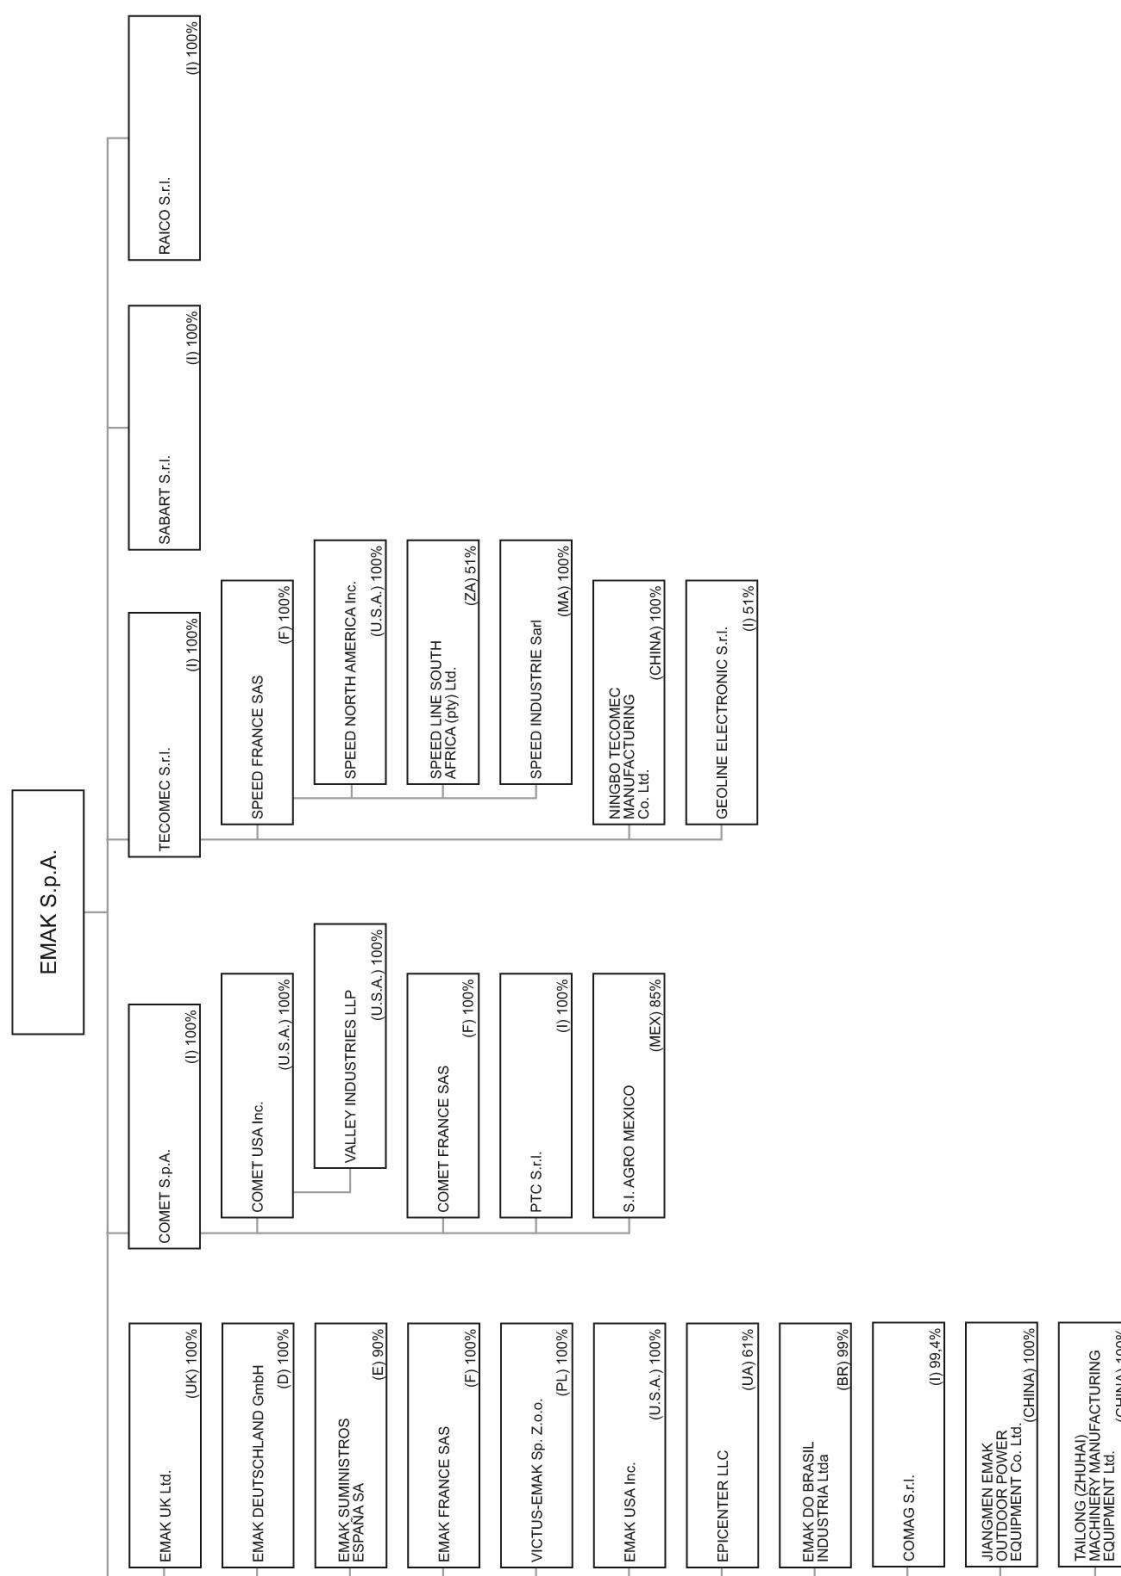 EMAK S.p.A.
EMAK UK Ltd.
(UK) 100%
EMAK DEUTSCHLAND GmbH
(D) 100%
EMAK SUMINISTROS
ESPAÑA SA
(E) 90%
EMAK FRANCE SAS
(F) 100%
VICTUS-EMAK Sp. Z.o.o.
(PL) 100%
EMAK USA Inc.
(U.S.A.) 100%
EPICENTER LLC
(UA) 61%
EMAK DO BRASIL
INDUSTRIA Ltda
(BR) 99%
COMAG S.r.l.
(I) 99,4%
JIANGMEN EMAK
OUTDOOR POWER
EQUIPMENT Co. Ltd.
(CHINA) 100%
TAILONG (ZHUHAI)
MACHINERY MANUFACTURING
EQUIPMENT Ltd.
(CHINA) 100%
COMET S.p.A.
(I) 100%
COMET USA Inc.
(U.S.A.) 100%
VALLEY INDUSTRIES LLP
(U.S.A.) 100%
COMET FRANCE SAS
(F) 100%
PTC S.r.l.
(I) 100%
S.I. AGRO MEXICO
(MEX) 85%
TECOMEC S.r.l.
(I) 100%
SPEED FRANCE SAS
(F) 100%
SPEED NORTH AMERICA Inc.
(U.S.A.) 100%
SPEED LINE SOUTH
AFRICA (pty) Ltd.
(ZA) 51%
SPEED INDUSTRIE Sarl
(MA) 100%
NINGBO TECOMEC
MANUFACTURING
Co. Ltd.
(CHINA) 100%
GEOLINE ELECTRONIC S.r.l.
(I) 51%
SABART S.r.l.
(I) 100%
RAICO S.r.l.
(I) 100%